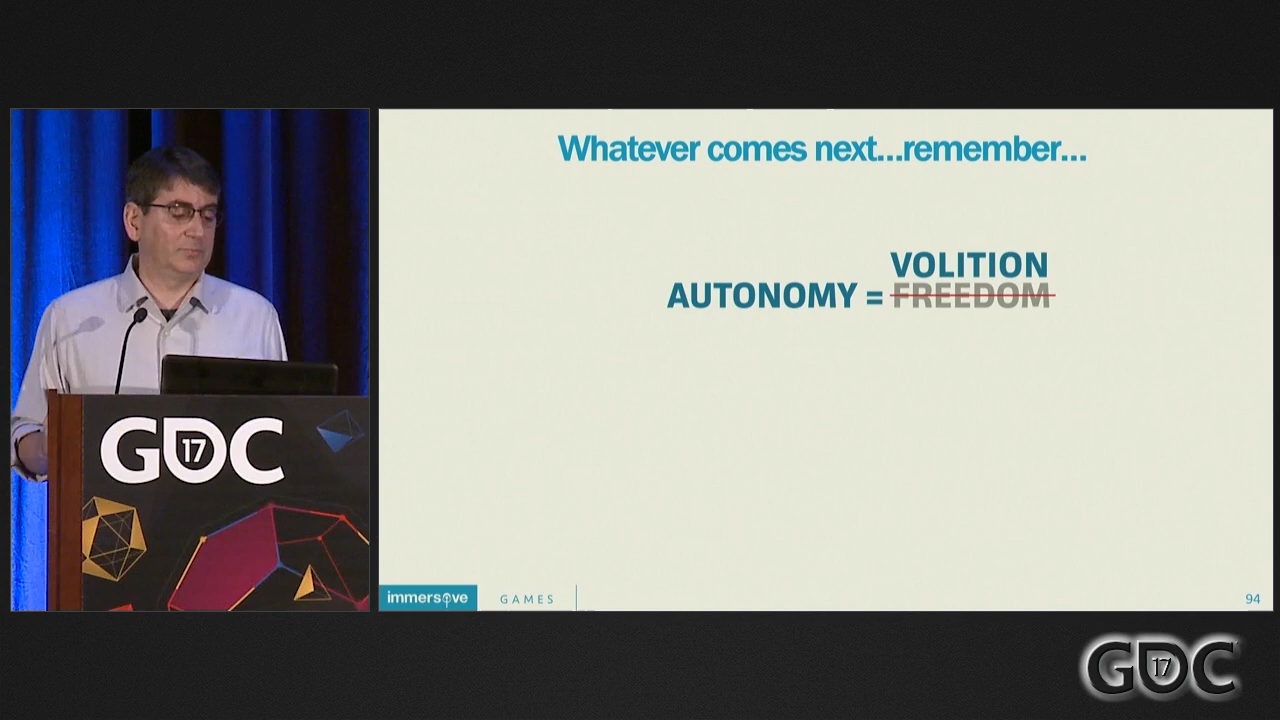 Whatever comes next...remember...
VOLITION
AUTONOMY = FREEDOM
GDC
17
immersive
GAMES
94
GDC
17